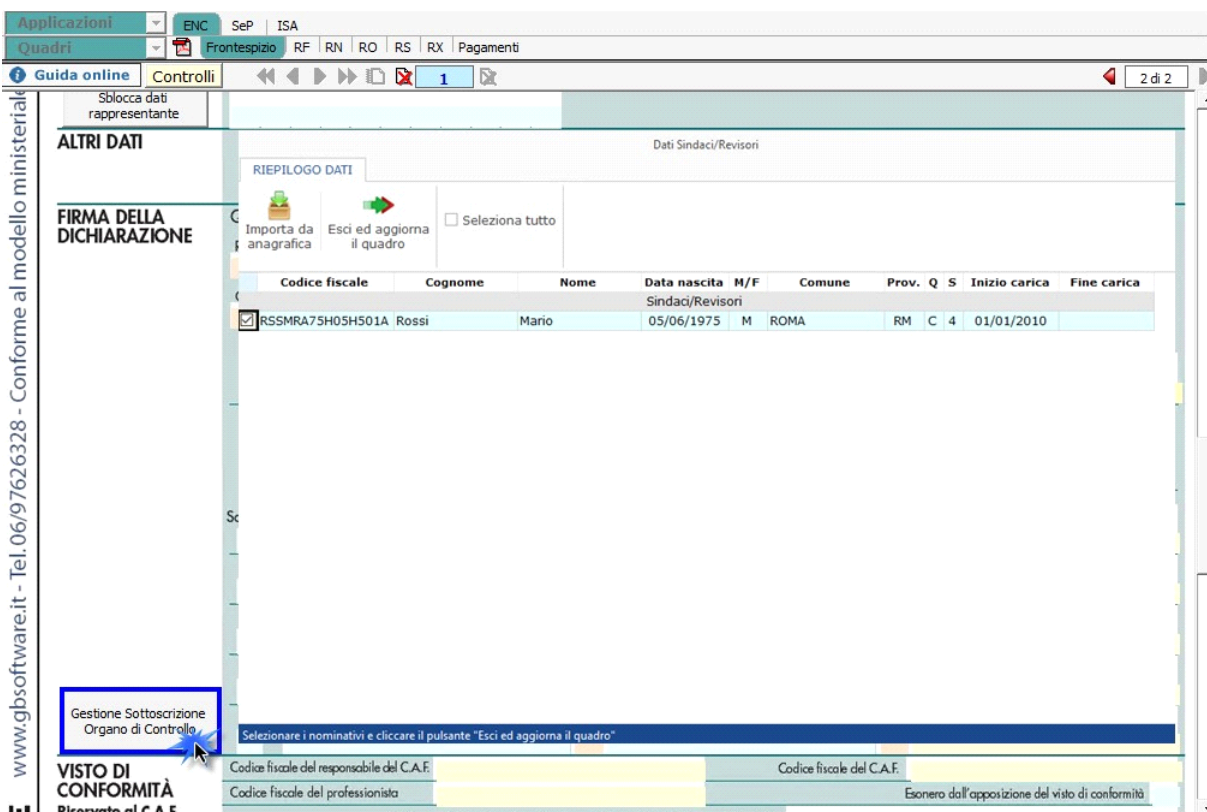 Applicazioni ENC SeP ISA
Quadri Frontespizio RF RN RO RS RX Pagamenti
Guida online Controlli 1 2 di 2
Sblocca dati
rappresentante
ALTRI DATI
Dati Sindaci/Revisori
RIEPILOGO DATI
FIRMA DELLA
DICHIARAZIONE
Importa da
anagrafica
Esci ed aggiorna
il quadro
Seleziona tutto
Codice fiscale Cognome Nome Data nascita M/F Comune Prov. Q S Inizio carica Fine carica
Sindaci/Revisori
RSSMRA75H05H501A Rossi Mario 05/06/1975 M ROMA RM C 4 01/01/2010
Gestione Sottoscrizione
Organo di Controllo
Selezionare i nominativi e cliccare il pulsante "Esci ed aggiorna il quadro"
VISTO DI
CONFORMITÀ
Riservato al C.A.F.
Codice fiscale del responsabile del C.A.F. Codice fiscale del C.A.F.
Codice fiscale del professionista Esonero dall'apposizione del visto di conformità
www.gbsoftware.it - Tel.06/97626328 - Conforme al modello ministeriale